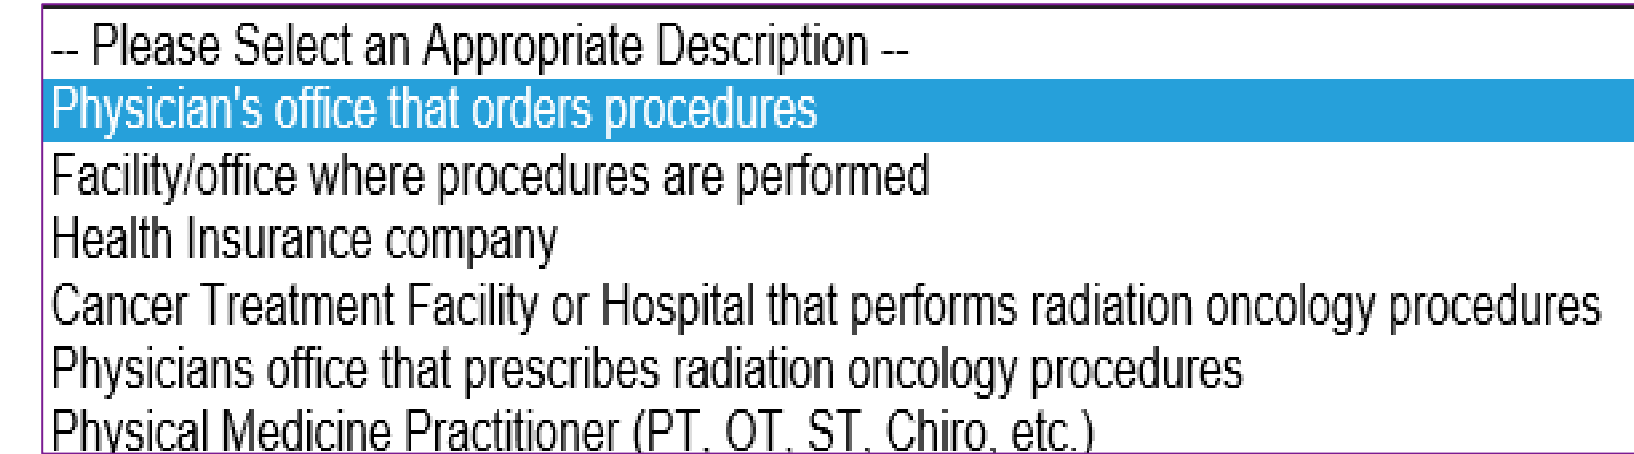 -- Please Select an Appropriate Description --
Physician's office that orders procedures
Facility/office where procedures are performed
Health Insurance company
Cancer Treatment Facility or Hospital that performs radiation oncology procedures
Physicians office that prescribes radiation oncology procedures
Physical Medicine Practitioner (PT, OT, ST, Chiro, etc.)